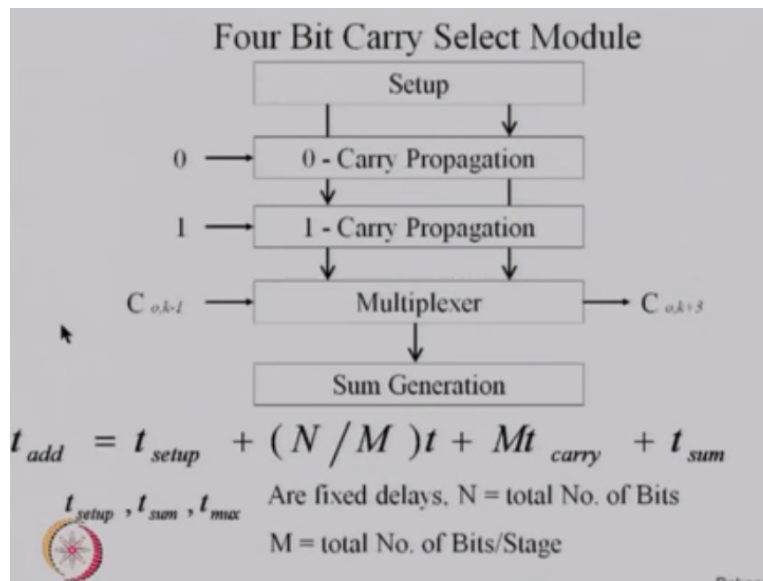 Four Bit Carry Select Module
Setup
0 → 0 - Carry Propagation
1 → 1 - Carry Propagation
C o,k-1 → Multiplexer → C o,k+3
Sum Generation
t add = t setup + ( N / M ) t + Mt carry + t sum
t setup , t sum , t mux Are fixed delays, N = total No. of Bits
M = total No. of Bits/Stage